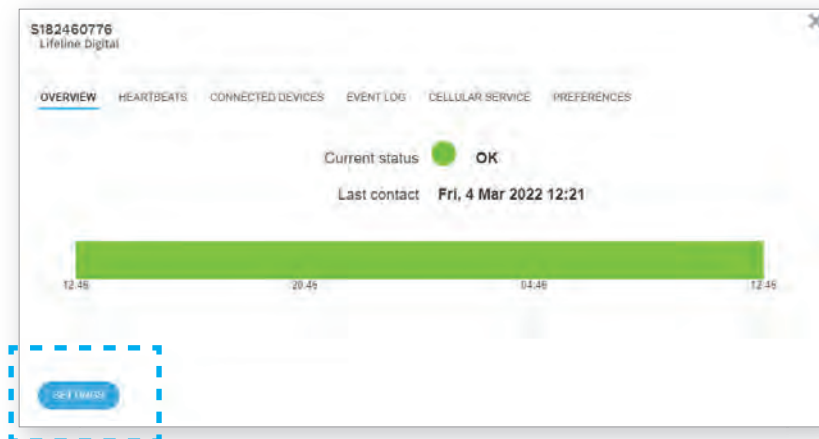 S182460776
Lifeline Digital
OVERVIEW HEARTBEATS CONNECTED DEVICES EVENT LOG CELLULAR SERVICE PREFERENCES
Current status OK
Last contact Fri, 4 Mar 2022 12:21
12:46 20:46 04:46 12:46
SETTINGS